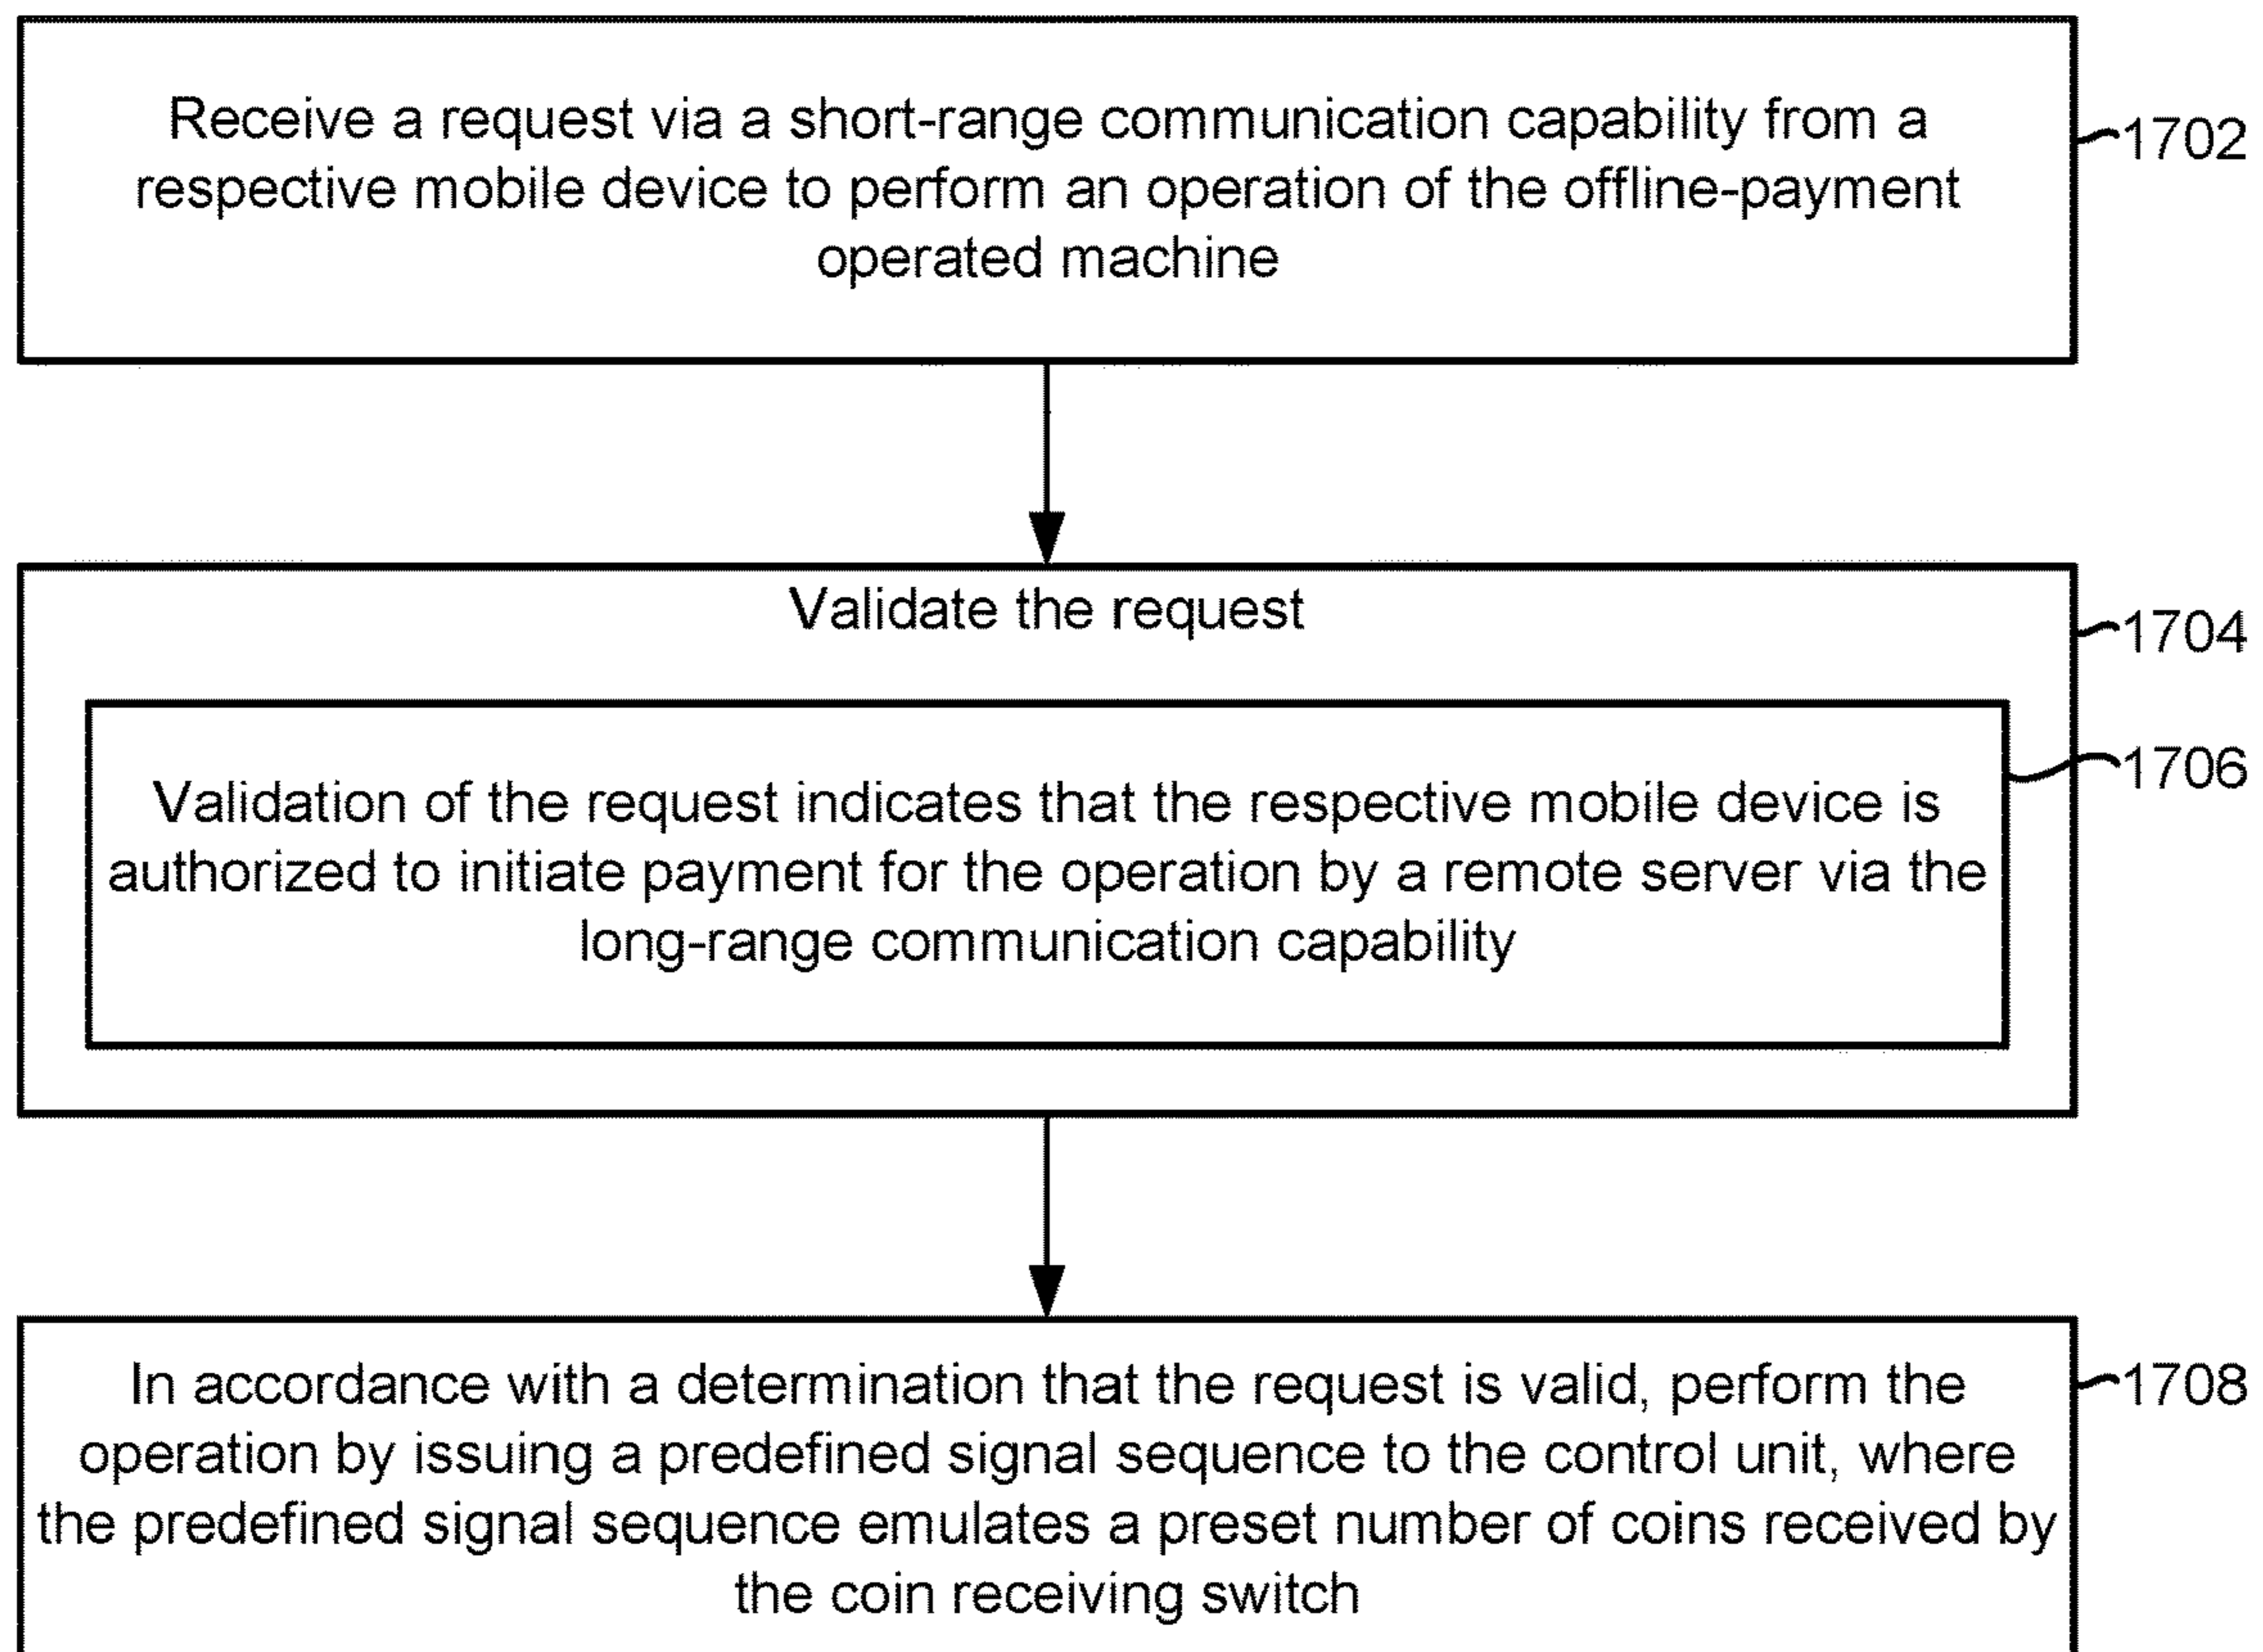 Receive a request via a short-range communication capability from a
respective mobile device to perform an operation of the offline-payment
operated machine
1702
Validate the request
1704
Validation of the request indicates that the respective mobile device is
authorized to initiate payment for the operation by a remote server via the
long-range communication capability
1706
In accordance with a determination that the request is valid, perform the
operation by issuing a predefined signal sequence to the control unit, where
the predefined signal sequence emulates a preset number of coins received by
the coin receiving switch
1708